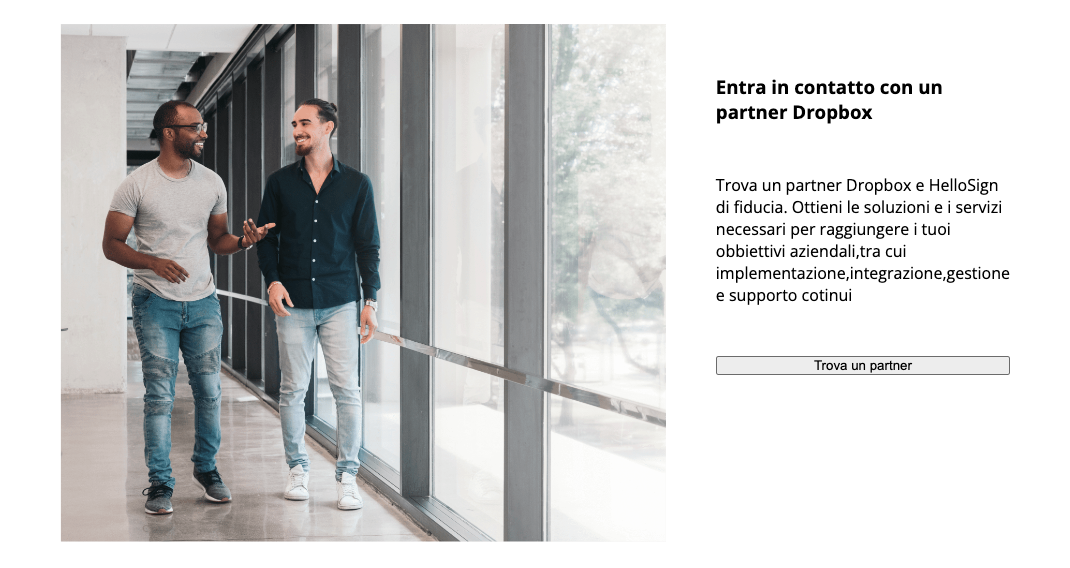 Entra in contatto con un
partner Dropbox
Trova un partner Dropbox e HelloSign
di fiducia. Ottieni le soluzioni e i servizi
necessari per raggiungere i tuoi
obbiettivi aziendali,tra cui
implementazione,integrazione,gestione
e supporto cotinui
Trova un partner